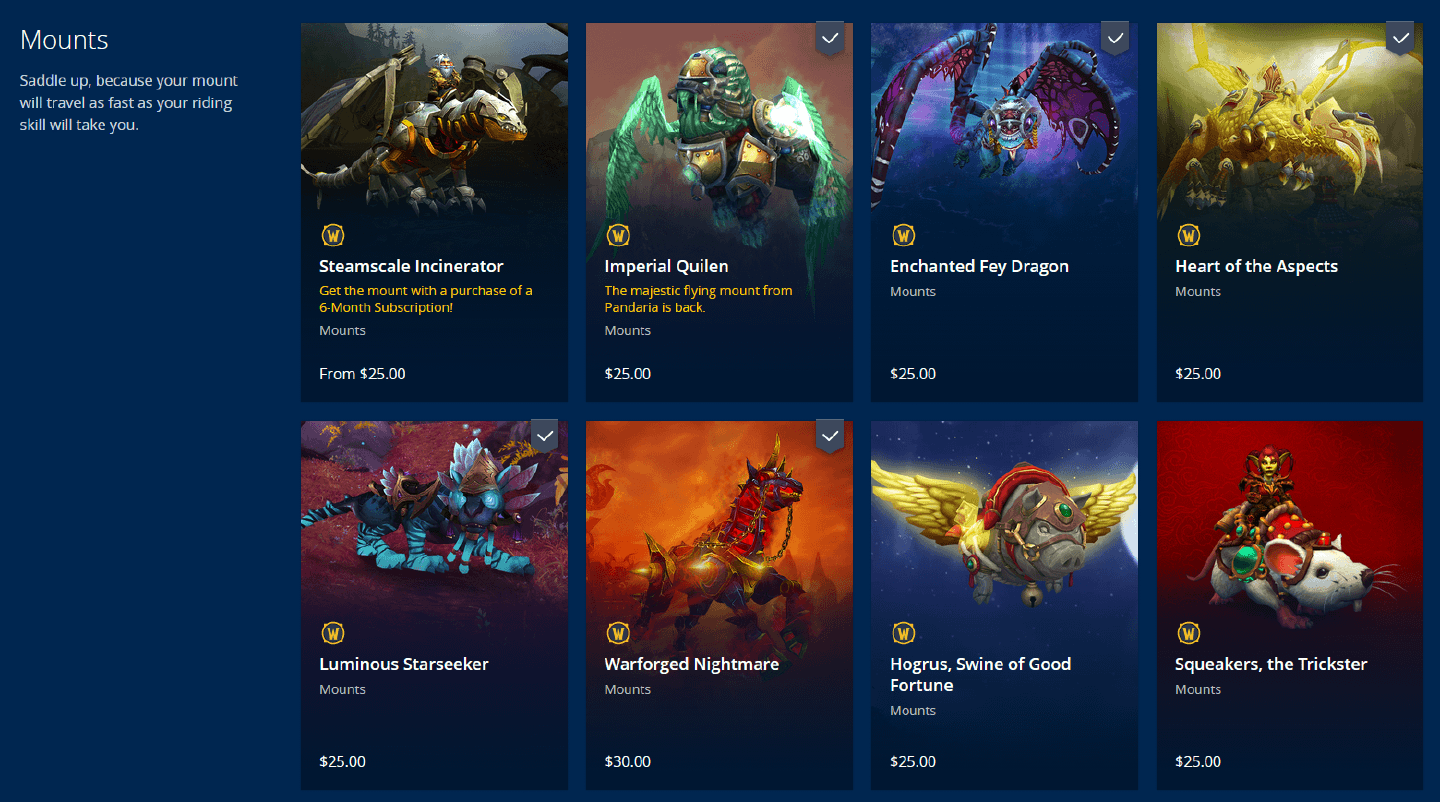 Mounts
Saddle up, because your mount
will travel as fast as your riding
skill will take you.
Steamscale Incinerator
Get the mount with a purchase of a
6-Month Subscription!
Mounts
From $25.00
Imperial Quilen
The majestic flying mount from
Pandaria is back.
Mounts
$25.00
Enchanted Fey Dragon
Mounts
$25.00
Heart of the Aspects
Mounts
$25.00
Luminous Starseeker
Mounts
$25.00
Warforged Nightmare
Mounts
$30.00
Hogrus, Swine of Good
Fortune
Mounts
$25.00
Squeakers, the Trickster
Mounts
$25.00